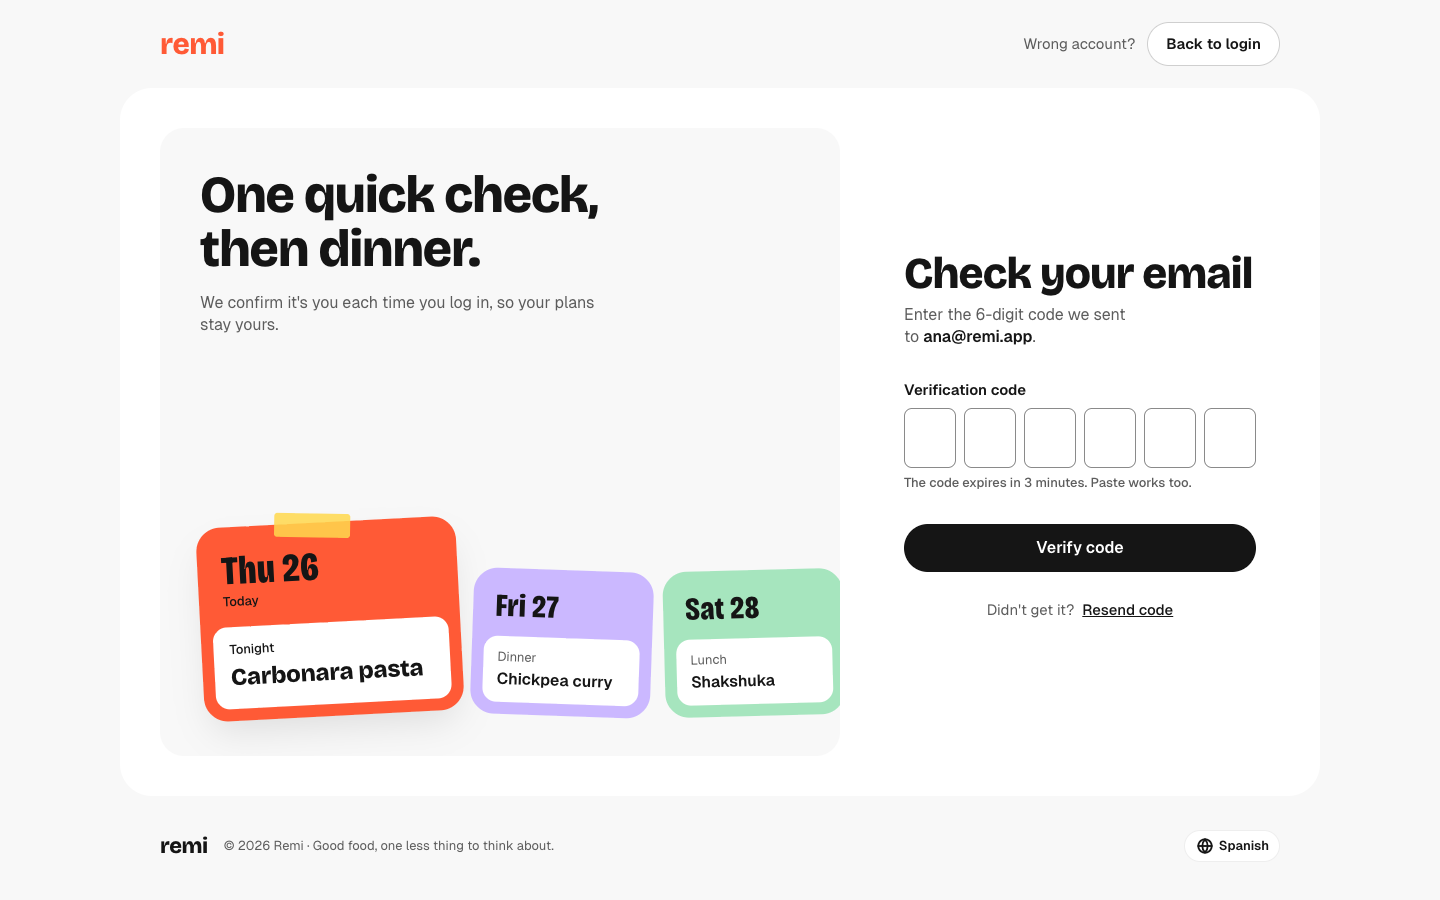 remi
Wrong account?
Back to login
One quick check,
then dinner.
We confirm it's you each time you log in, so your plans
stay yours.
Thu 26
Today
Tonight
Carbonara pasta
Fri 27
Dinner
Chickpea curry
Sat 28
Lunch
Shakshuka
Check your email
Enter the 6-digit code we sent
to ana@remi.app.
Verification code
The code expires in 3 minutes. Paste works too.
Verify code
Didn't get it? Resend code
remi
© 2026 Remi · Good food, one less thing to think about.
Spanish